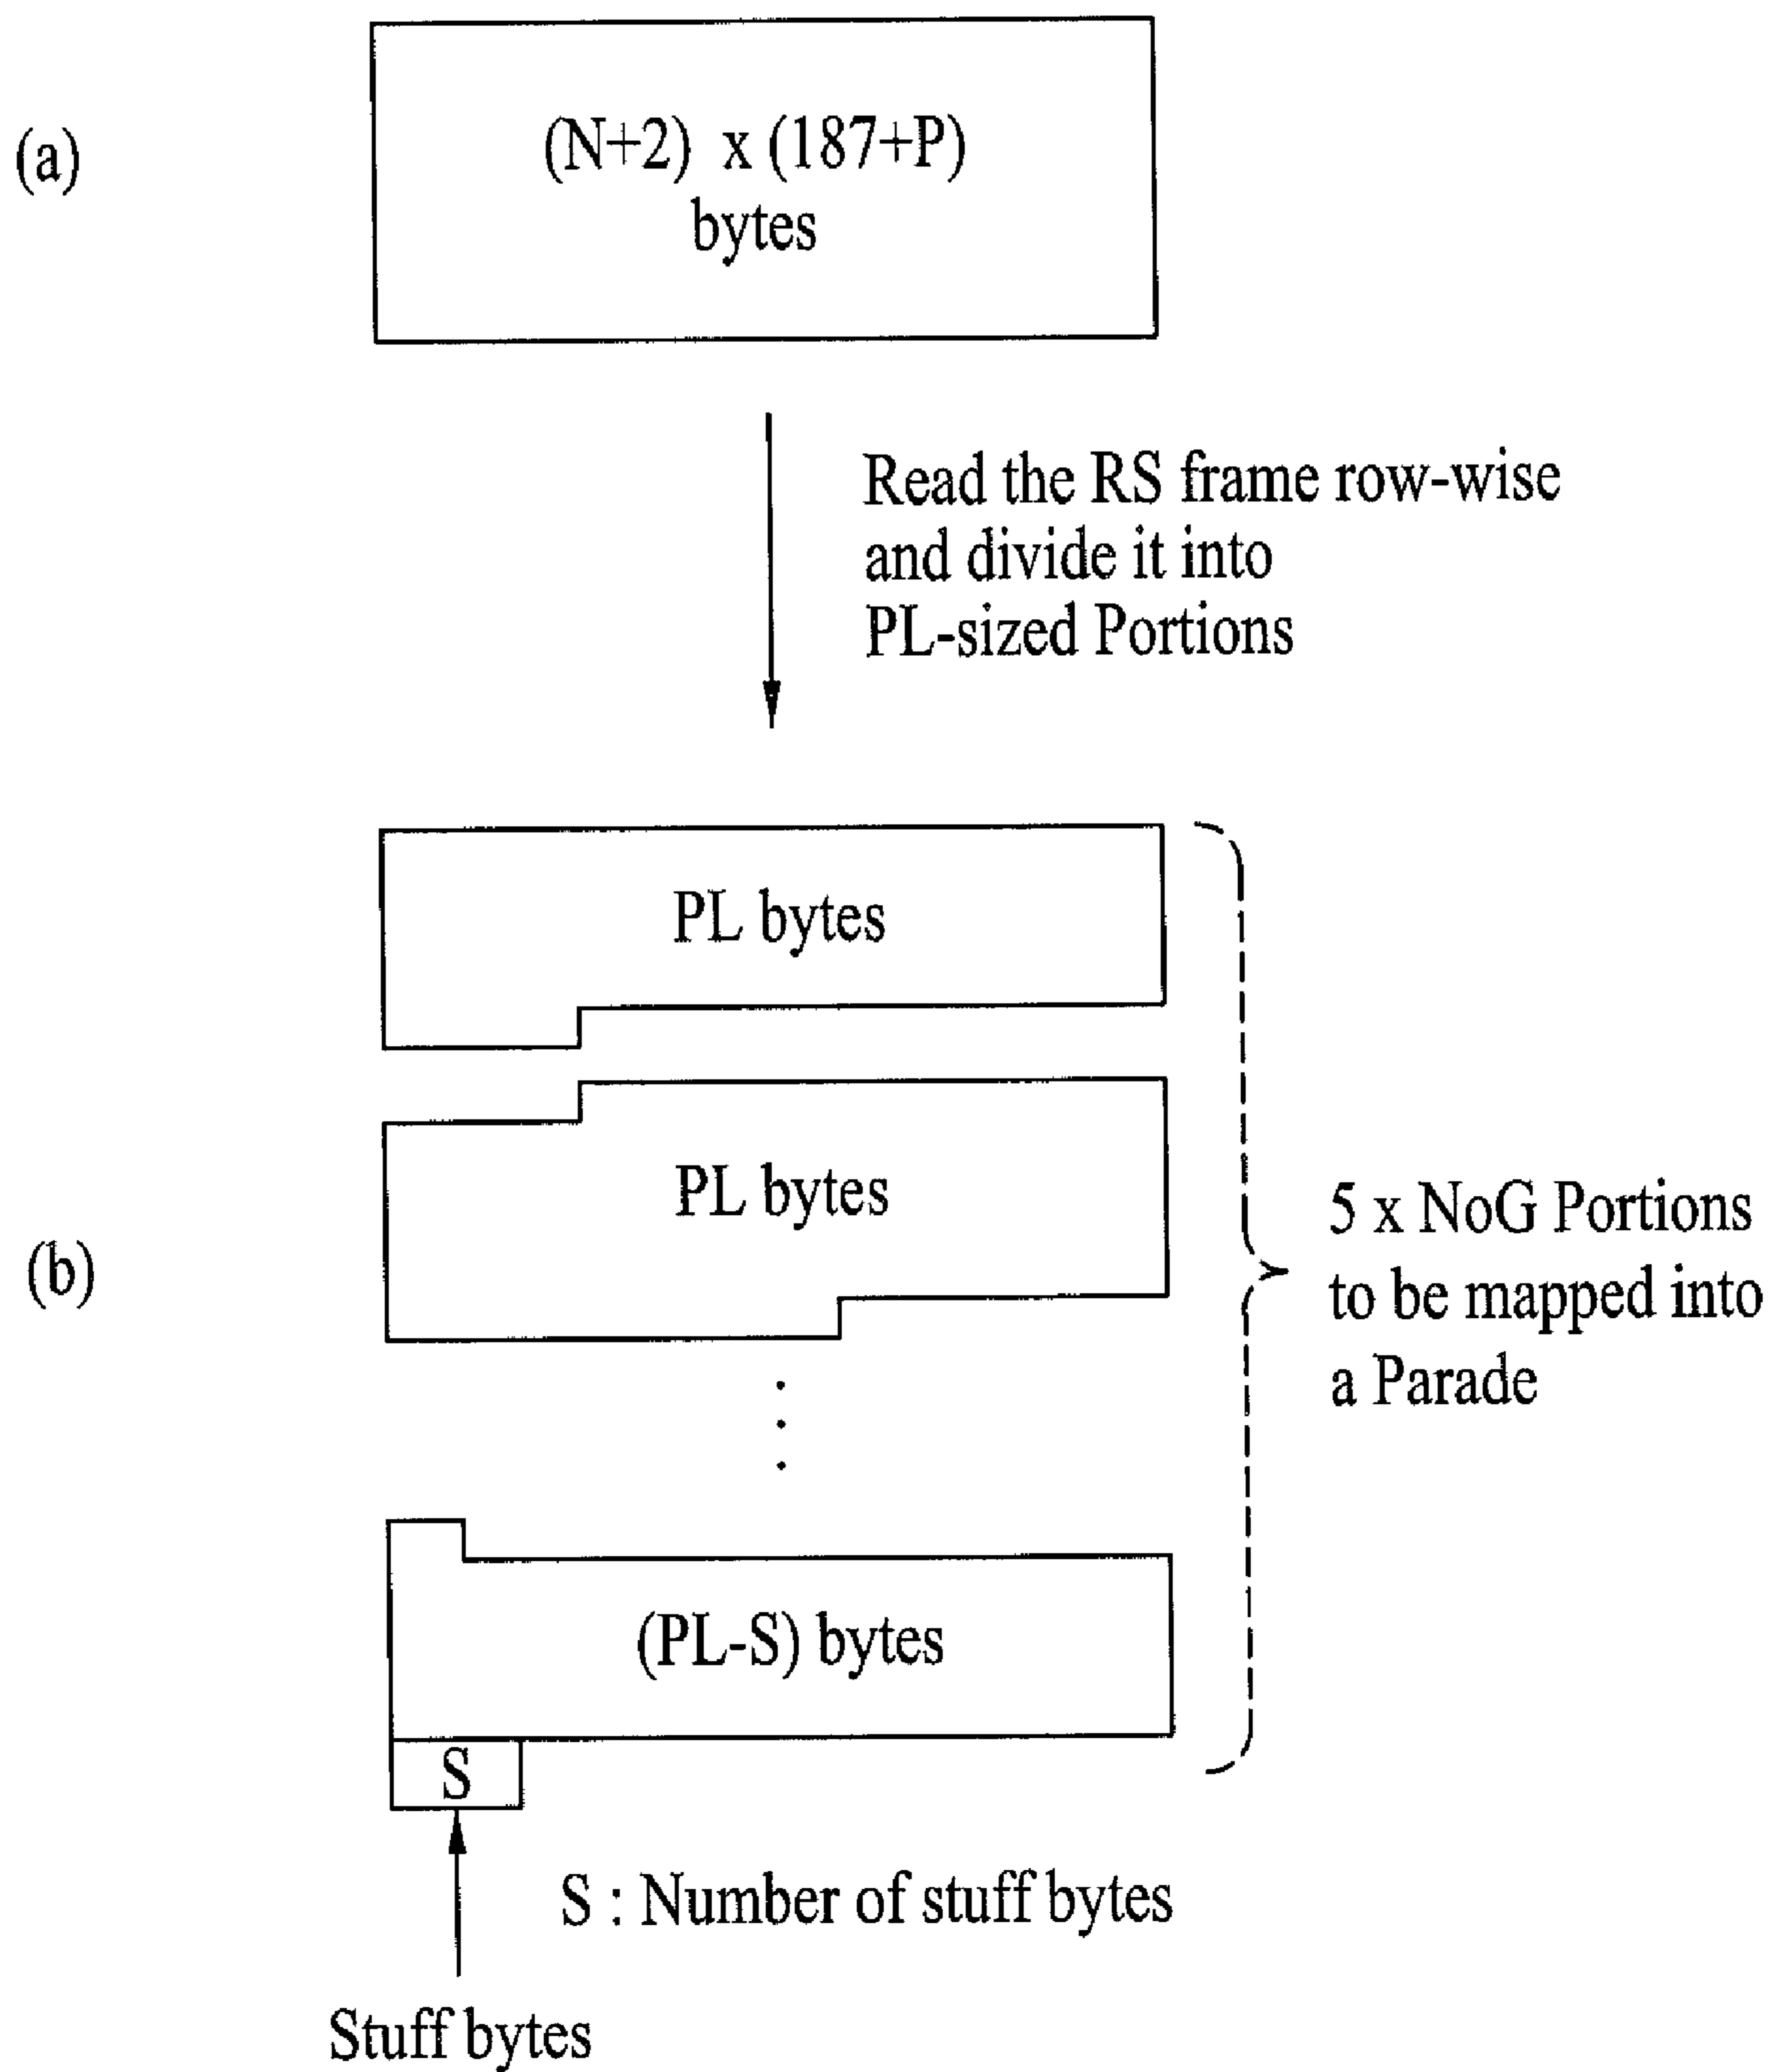 (a)
(N+2) x (187+P)
bytes
Read the RS frame row-wise
and divide it into
PL-sized Portions
(b)
PL bytes
PL bytes
5 x NoG Portions
to be mapped into
a Parade
(PL-S) bytes
S
S : Number of stuff bytes
Stuff bytes